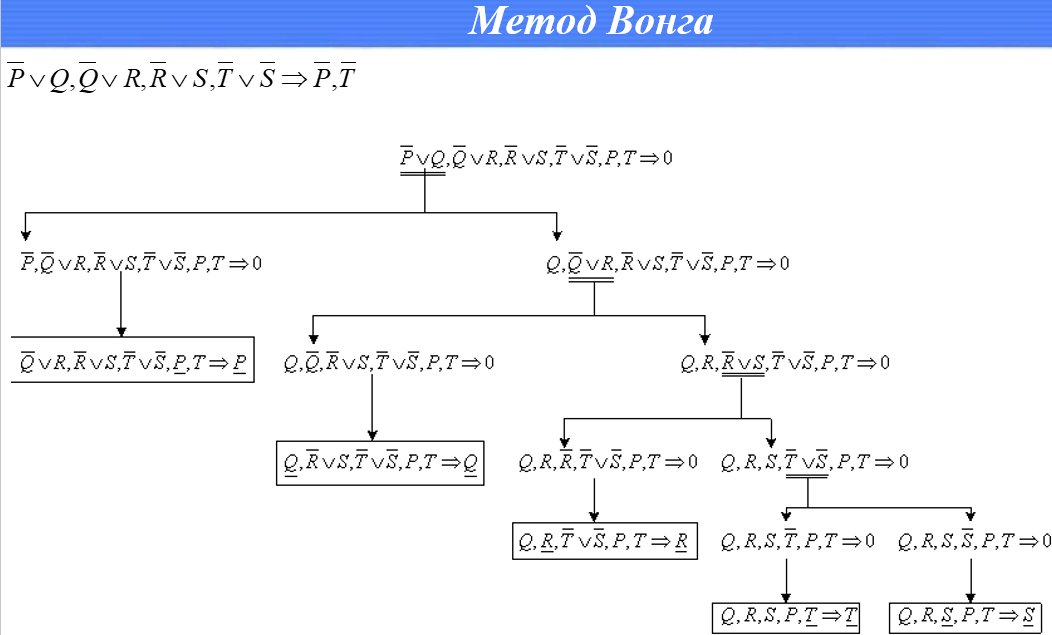 Метод Вонга
P̅ ∨ Q, Q̅ ∨ R, R̅ ∨ S, T̅ ∨ S̅ ⇒ P̅, T̅
P̅ ∨ Q, Q̅ ∨ R, R̅ ∨ S, T̅ ∨ S̅, P, T ⇒ 0
P̅, Q̅ ∨ R, R̅ ∨ S, T̅ ∨ S̅, P, T ⇒ 0
Q, Q̅ ∨ R, R̅ ∨ S, T̅ ∨ S̅, P, T ⇒ 0
Q̅ ∨ R, R̅ ∨ S, T̅ ∨ S̅, P, T ⇒ P
Q, Q̅, R̅ ∨ S, T̅ ∨ S̅, P, T ⇒ 0
Q, R, R̅ ∨ S, T̅ ∨ S̅, P, T ⇒ 0
Q, R̅ ∨ S, T̅ ∨ S̅, P, T ⇒ Q
Q, R, R̅, T̅ ∨ S̅, P, T ⇒ 0
Q, R, S, T̅ ∨ S̅, P, T ⇒ 0
Q, R, T̅ ∨ S̅, P, T ⇒ R
Q, R, S, T̅, P, T ⇒ 0
Q, R, S, S̅, P, T ⇒ 0
Q, R, S, P, T ⇒ T
Q, R, S, P, T ⇒ S